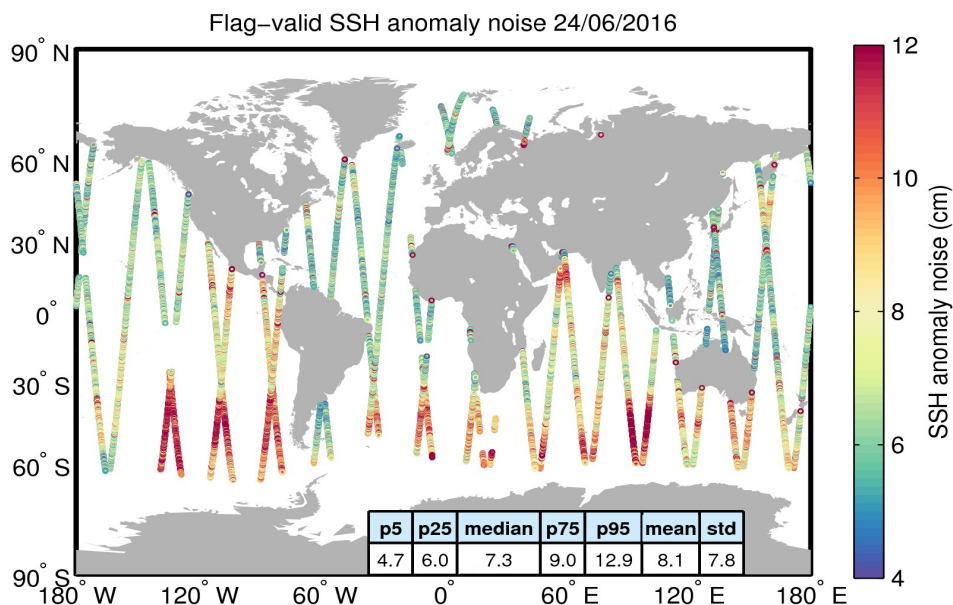 Flag−valid SSH anomaly noise 24/06/2016
90° N
60° N
30° N
0°
30° S
60° S
90° S
180° W
120° W
60° W
0°
60° E
120° E
180° E
p5 p25 median p75 p95 mean std
4.7 6.0 7.3 9.0 12.9 8.1 7.8
12
10
8
6
4
SSH anomaly noise (cm)